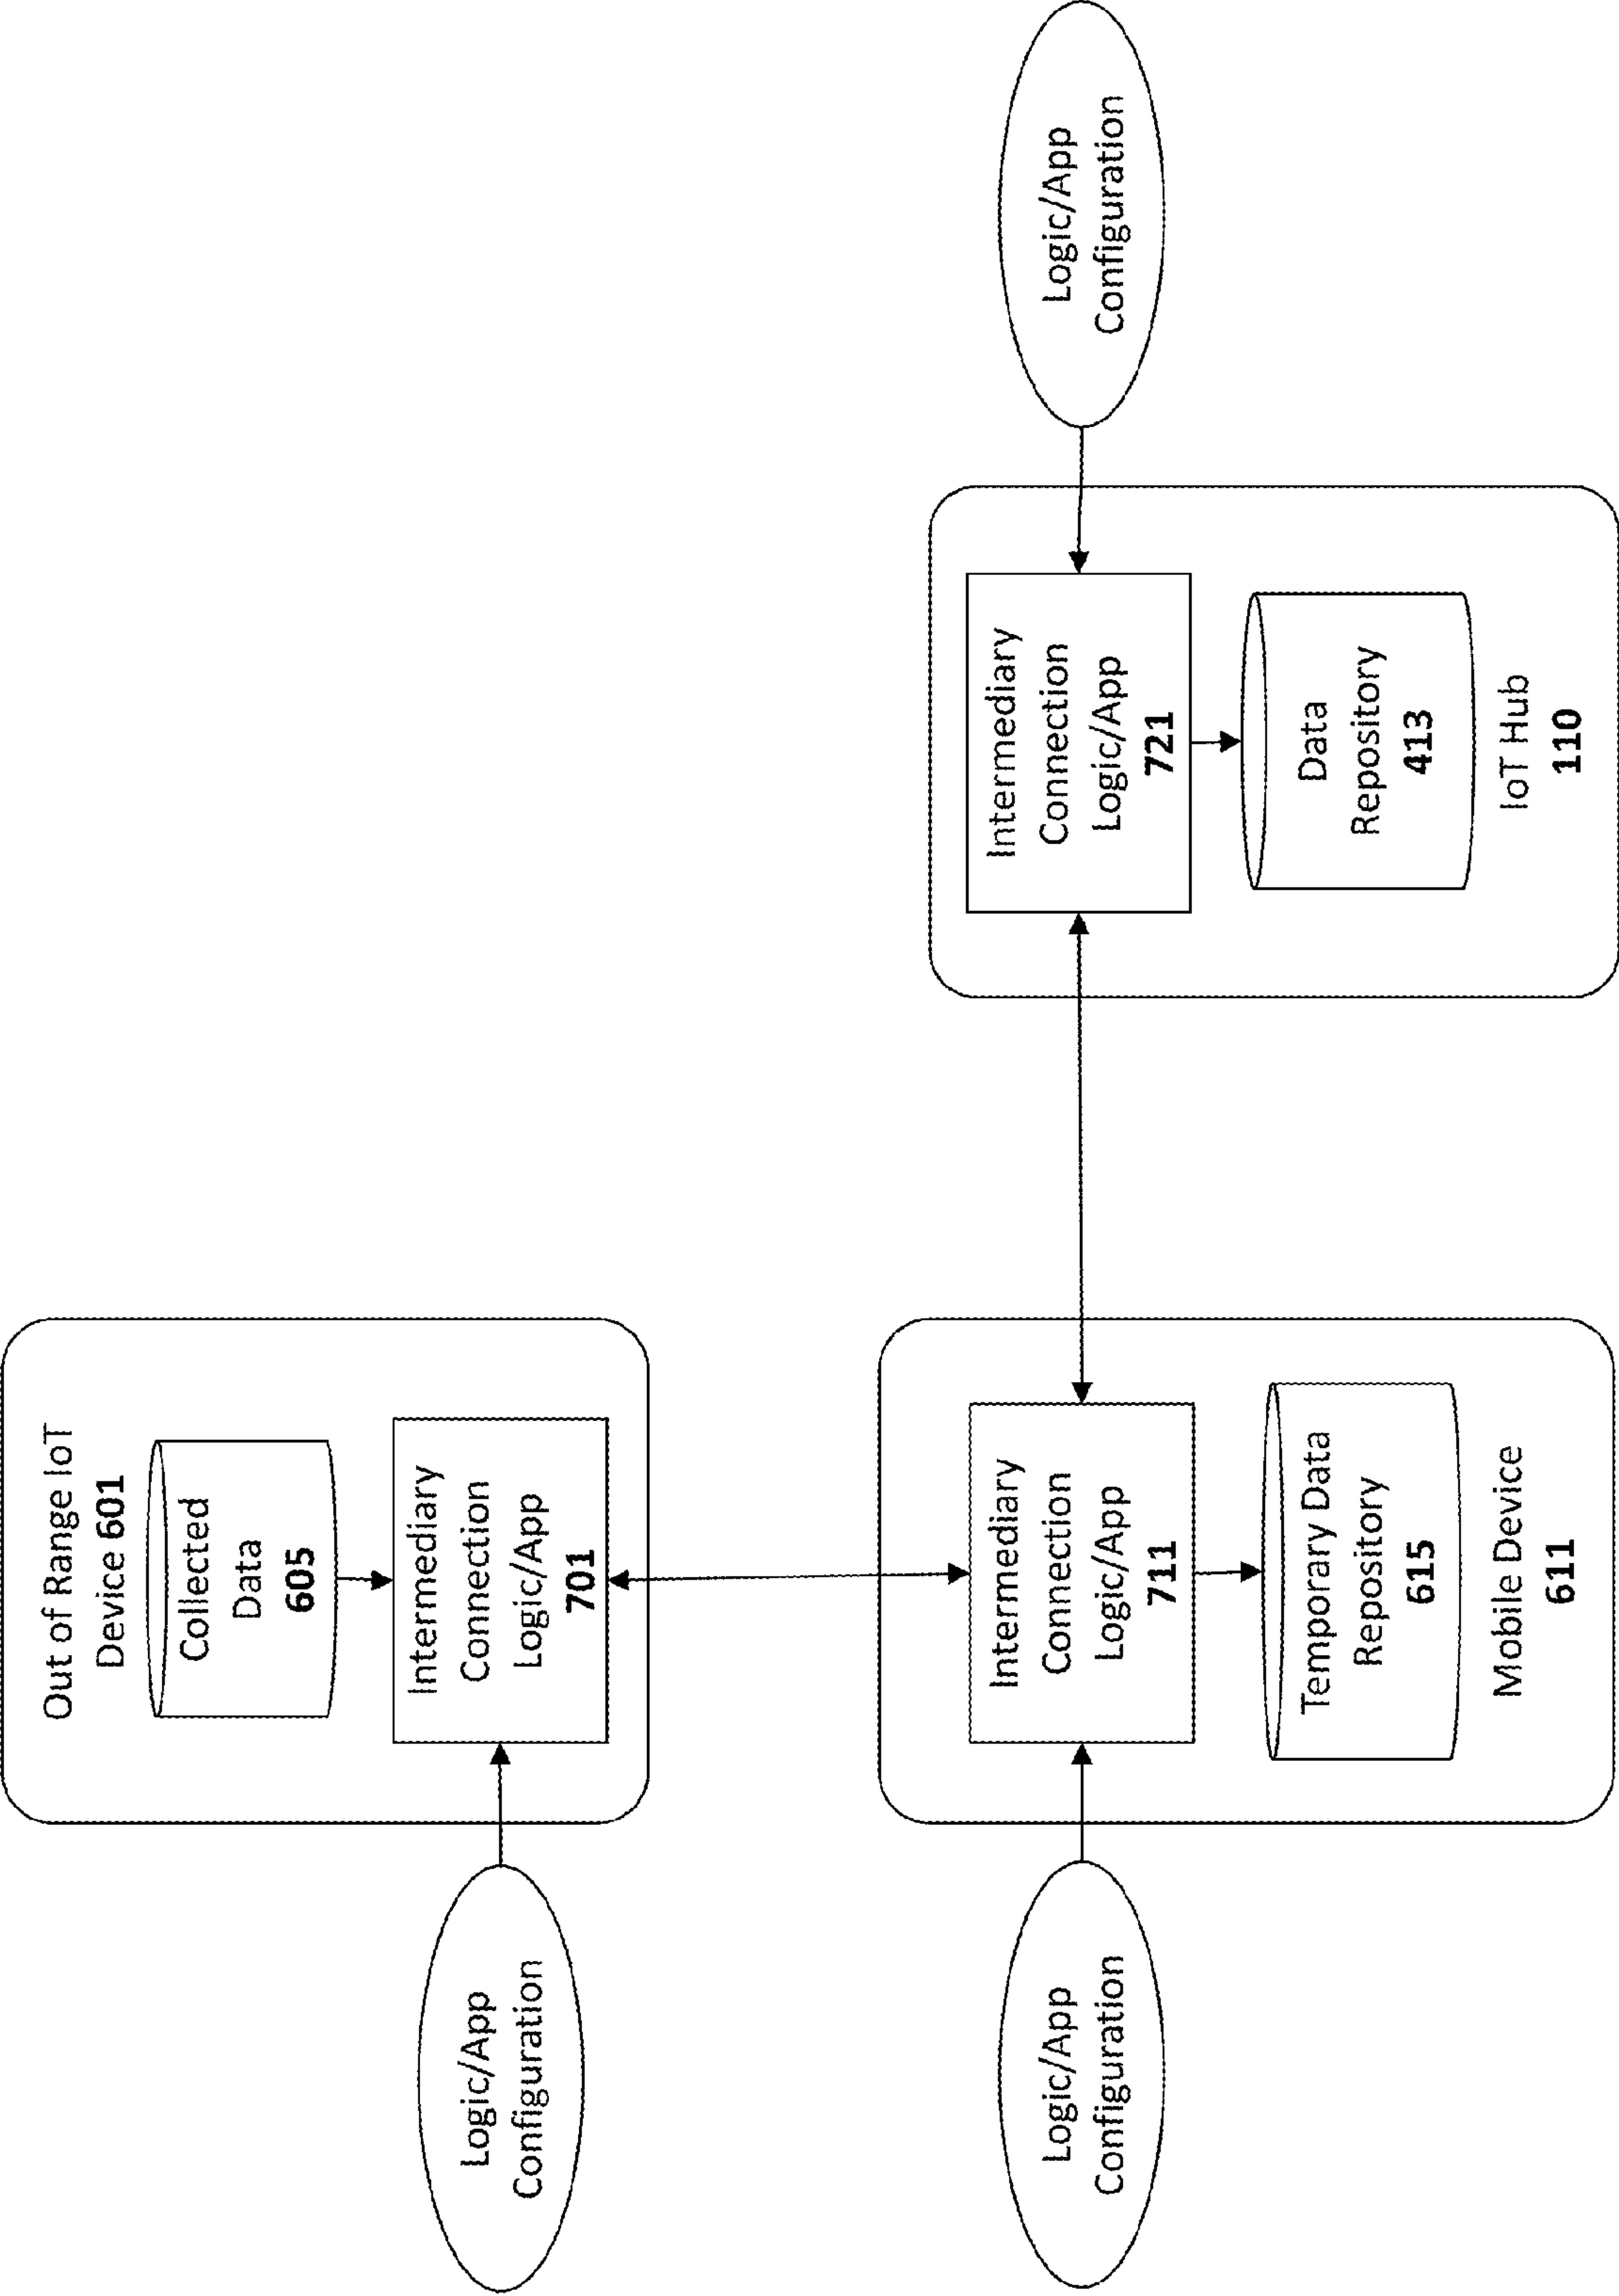 Out of Range IoT
Device 601
Collected
Data
605
Intermediary
Connection
Logic/App
701
Logic/App
Configuration
Logic/App
Configuration
Intermediary
Connection
Logic/App
711
Temporary Data
Repository
615
Mobile Device
611
Intermediary
Connection
Logic/App
721
Data
Repository
413
IoT Hub
110
Logic/App
Configuration